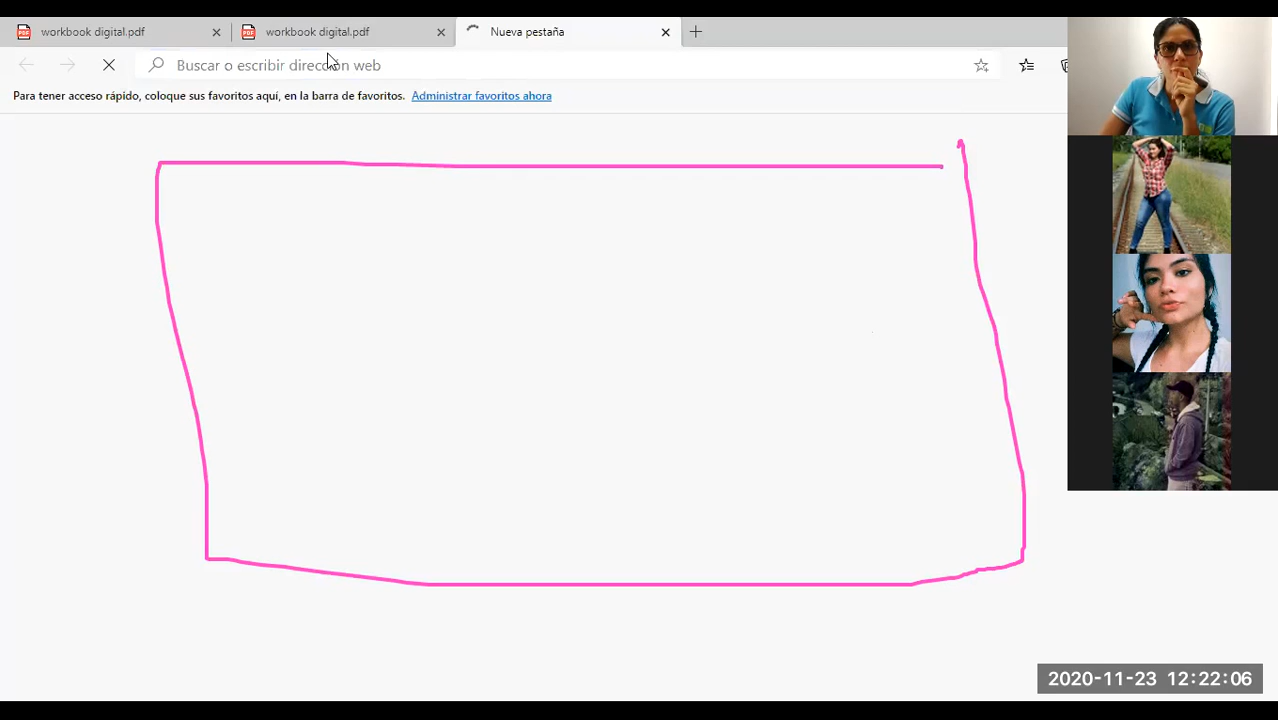 workbook digital.pdf
workbook digital.pdf
Nueva pestaña
Buscar o escribir dirección web
Para tener acceso rápido, coloque sus favoritos aquí, en la barra de favoritos. Administrar favoritos ahora
2020-11-23 12:22:06